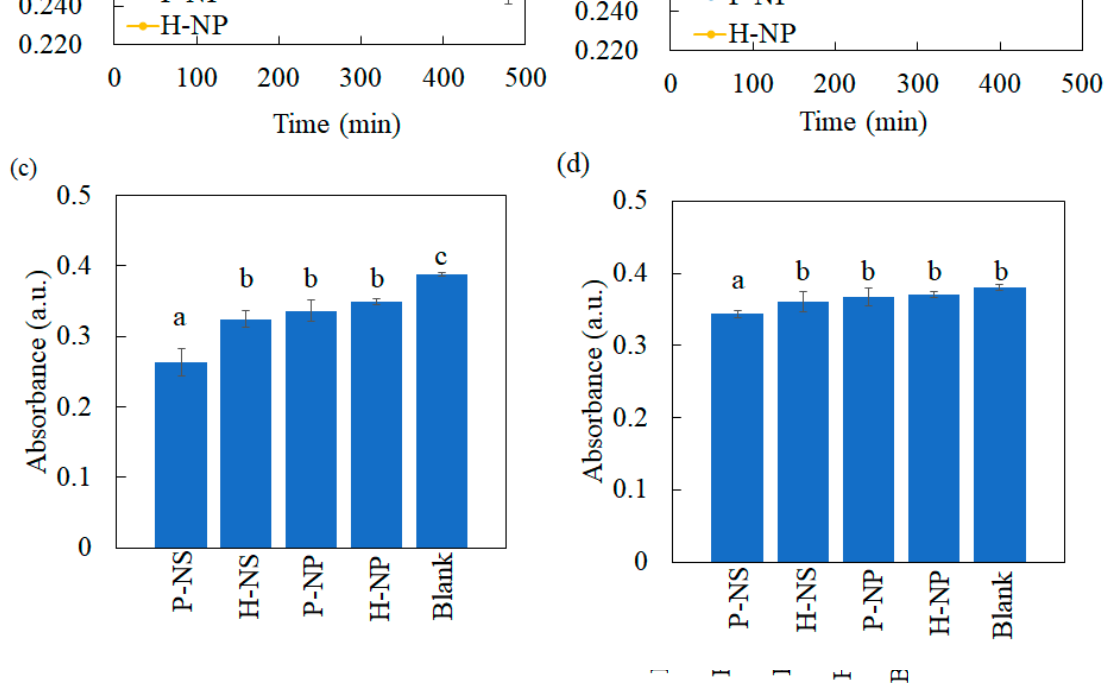 0.240
H-NP
0.220
0 100 200 300 400 500
Time (min)
0.240
H-NP
0.220
0 100 200 300 400 500
Time (min)
(c)
Absorbance (a.u.)
0.5
0.4
0.3
0.2
0.1
0
a b b b c
P-NS H-NS P-NP H-NP Blank
(d)
Absorbance (a.u.)
0.5
0.4
0.3
0.2
0.1
0
a b b b b
P-NS H-NS P-NP H-NP Blank